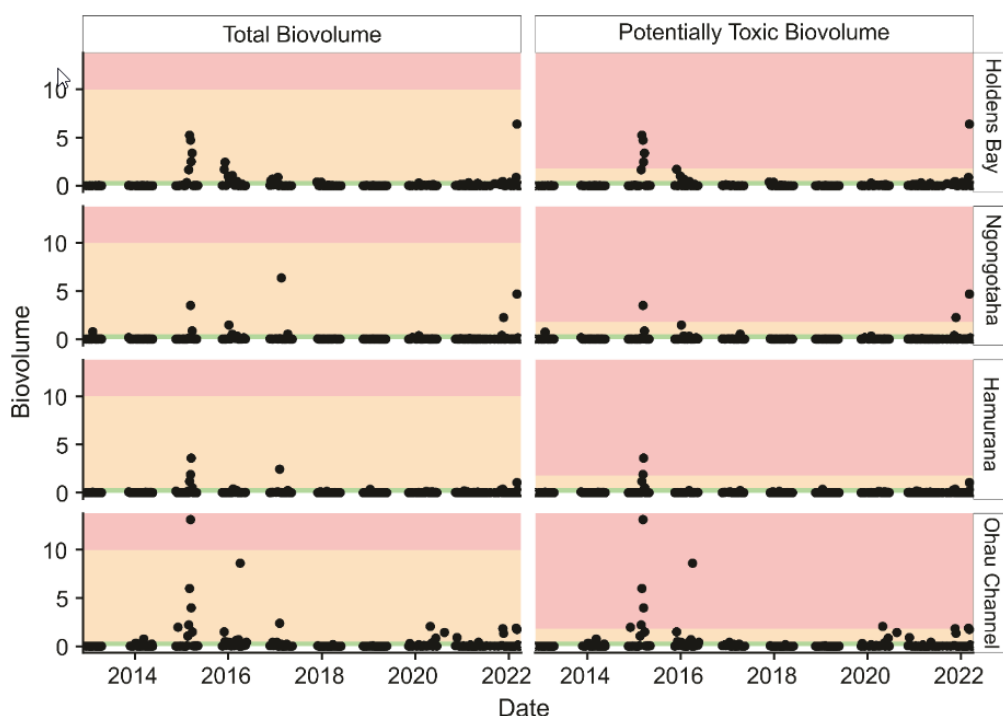 Total Biovolume
Potentially Toxic Biovolume
Biovolume
10
5
0
Holdens Bay
10
5
0
Ngongotaha
10
5
0
Hamurana
10
5
0
Ohau Channel
2014 2016 2018 2020 2022
2014 2016 2018 2020 2022
Date